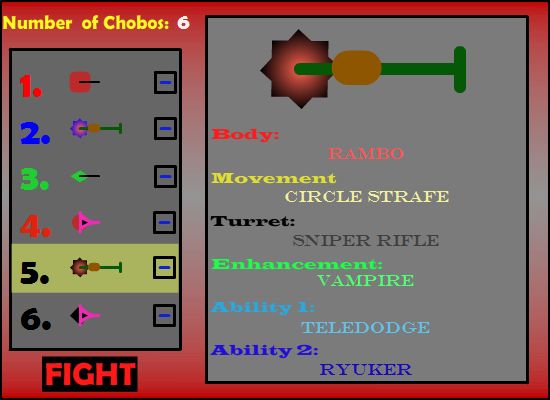 Number of Chobos: 6
1.
2.
3.
4.
5.
6.
FIGHT
Body:
RAMBO
Movement
CIRCLE STRAFE
Turret:
SNIPER RIFLE
Enhancement:
VAMPIRE
Ability 1:
TELEDODGE
Ability 2:
RYUKER